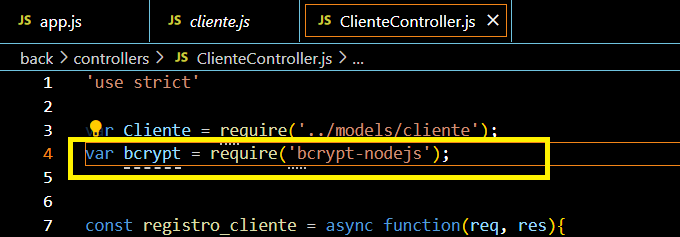 JS app.js JS cliente.js JS ClienteController.js ×
back > controllers > JS ClienteController.js > ...
1 'use strict'
2
3 var Cliente = require('../models/cliente');
4 var bcrypt = require('bcrypt-nodejs');
5
6
7 const registro_cliente = async function(req, res){